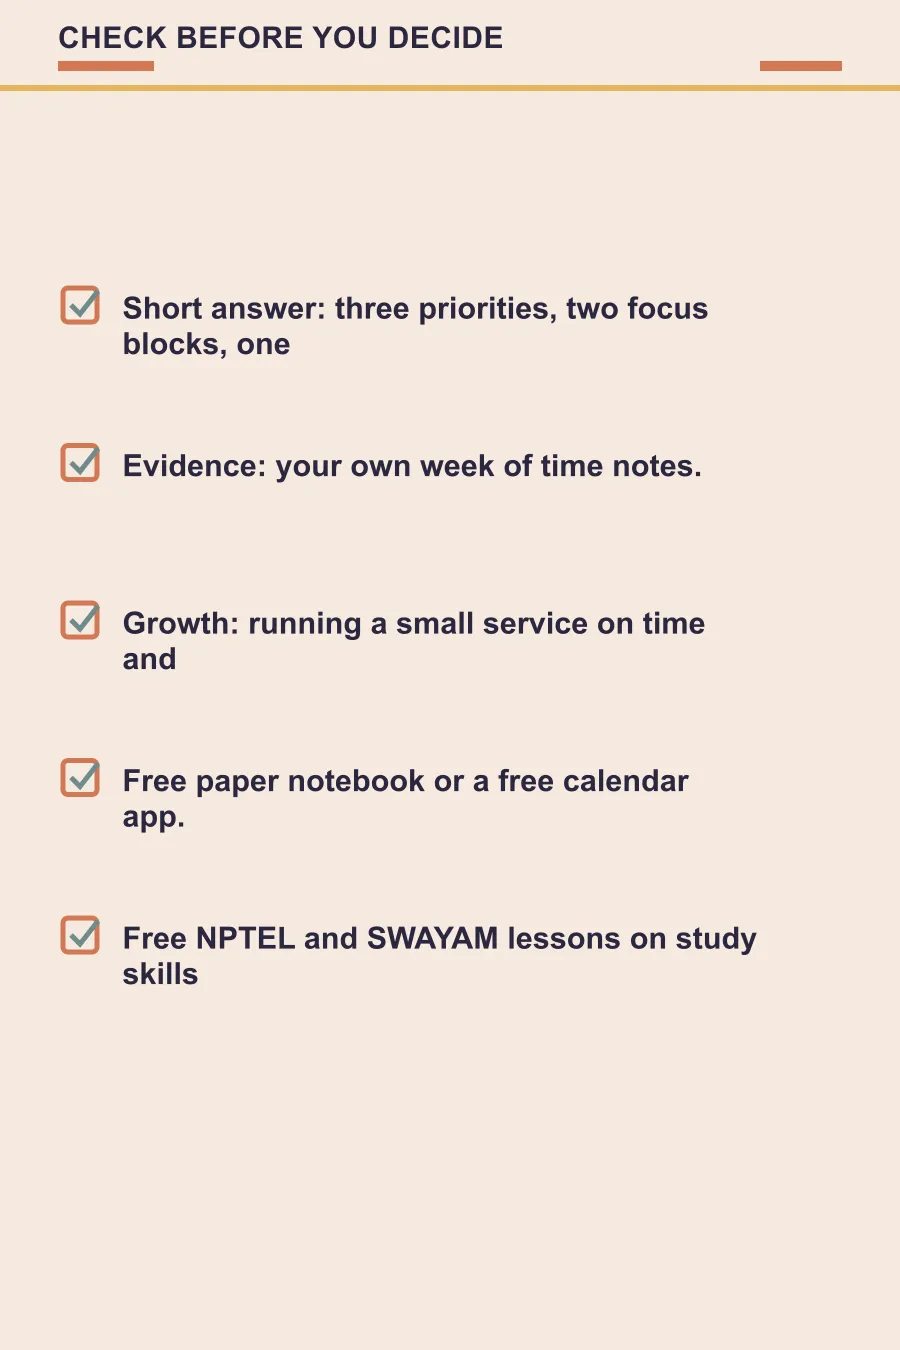 CHECK BEFORE YOU DECIDE
Short answer: three priorities, two focus
blocks, one
Evidence: your own week of time notes.
Growth: running a small service on time
and
Free paper notebook or a free calendar
app.
Free NPTEL and SWAYAM lessons on study
skills